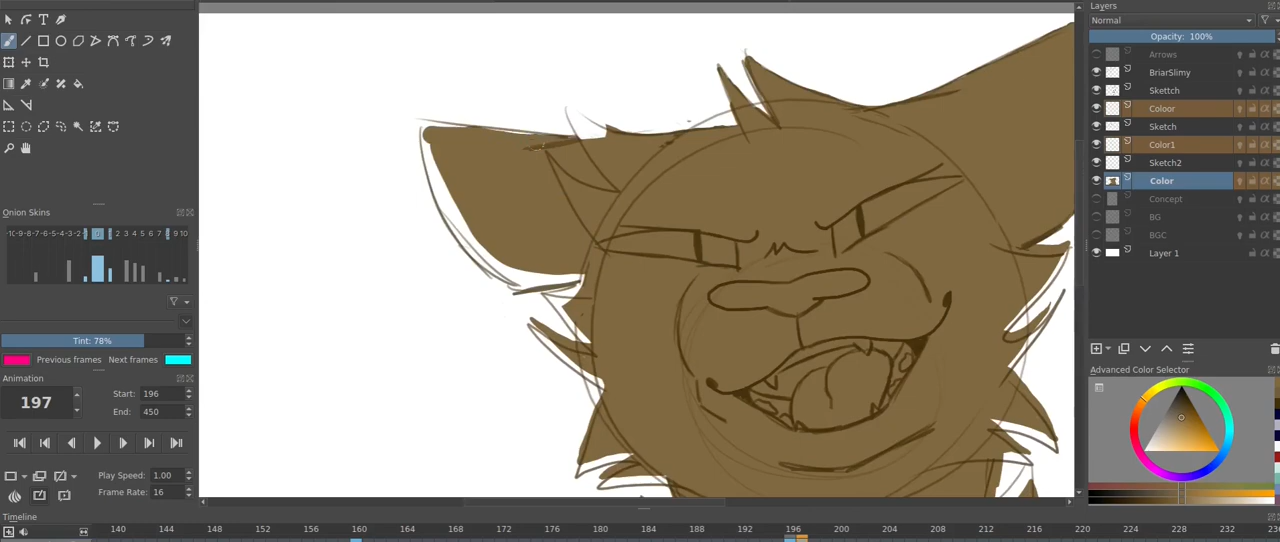 Layers
Normal
Opacity: 100%
Arrows
BriarSlimy
Skettch
Coloor
Sketch
Color1
Sketch2
Color
Concept
BG
BGC
Layer 1
Onion Skins
-10 -9 -8 -7 -6 -5 -4 -3 -2 -1 0 1 2 3 4 5 6 7 8 9 10
Tint: 78%
Previous frames Next frames
Animation
197
Start: 196
End: 450
Play Speed: 1.00
Frame Rate: 16
Advanced Color Selector
Timeline
140 144 148 152 156 160 164 168 172 176 180 184 188 192 196 200 204 208 212 216 220 224 228 232